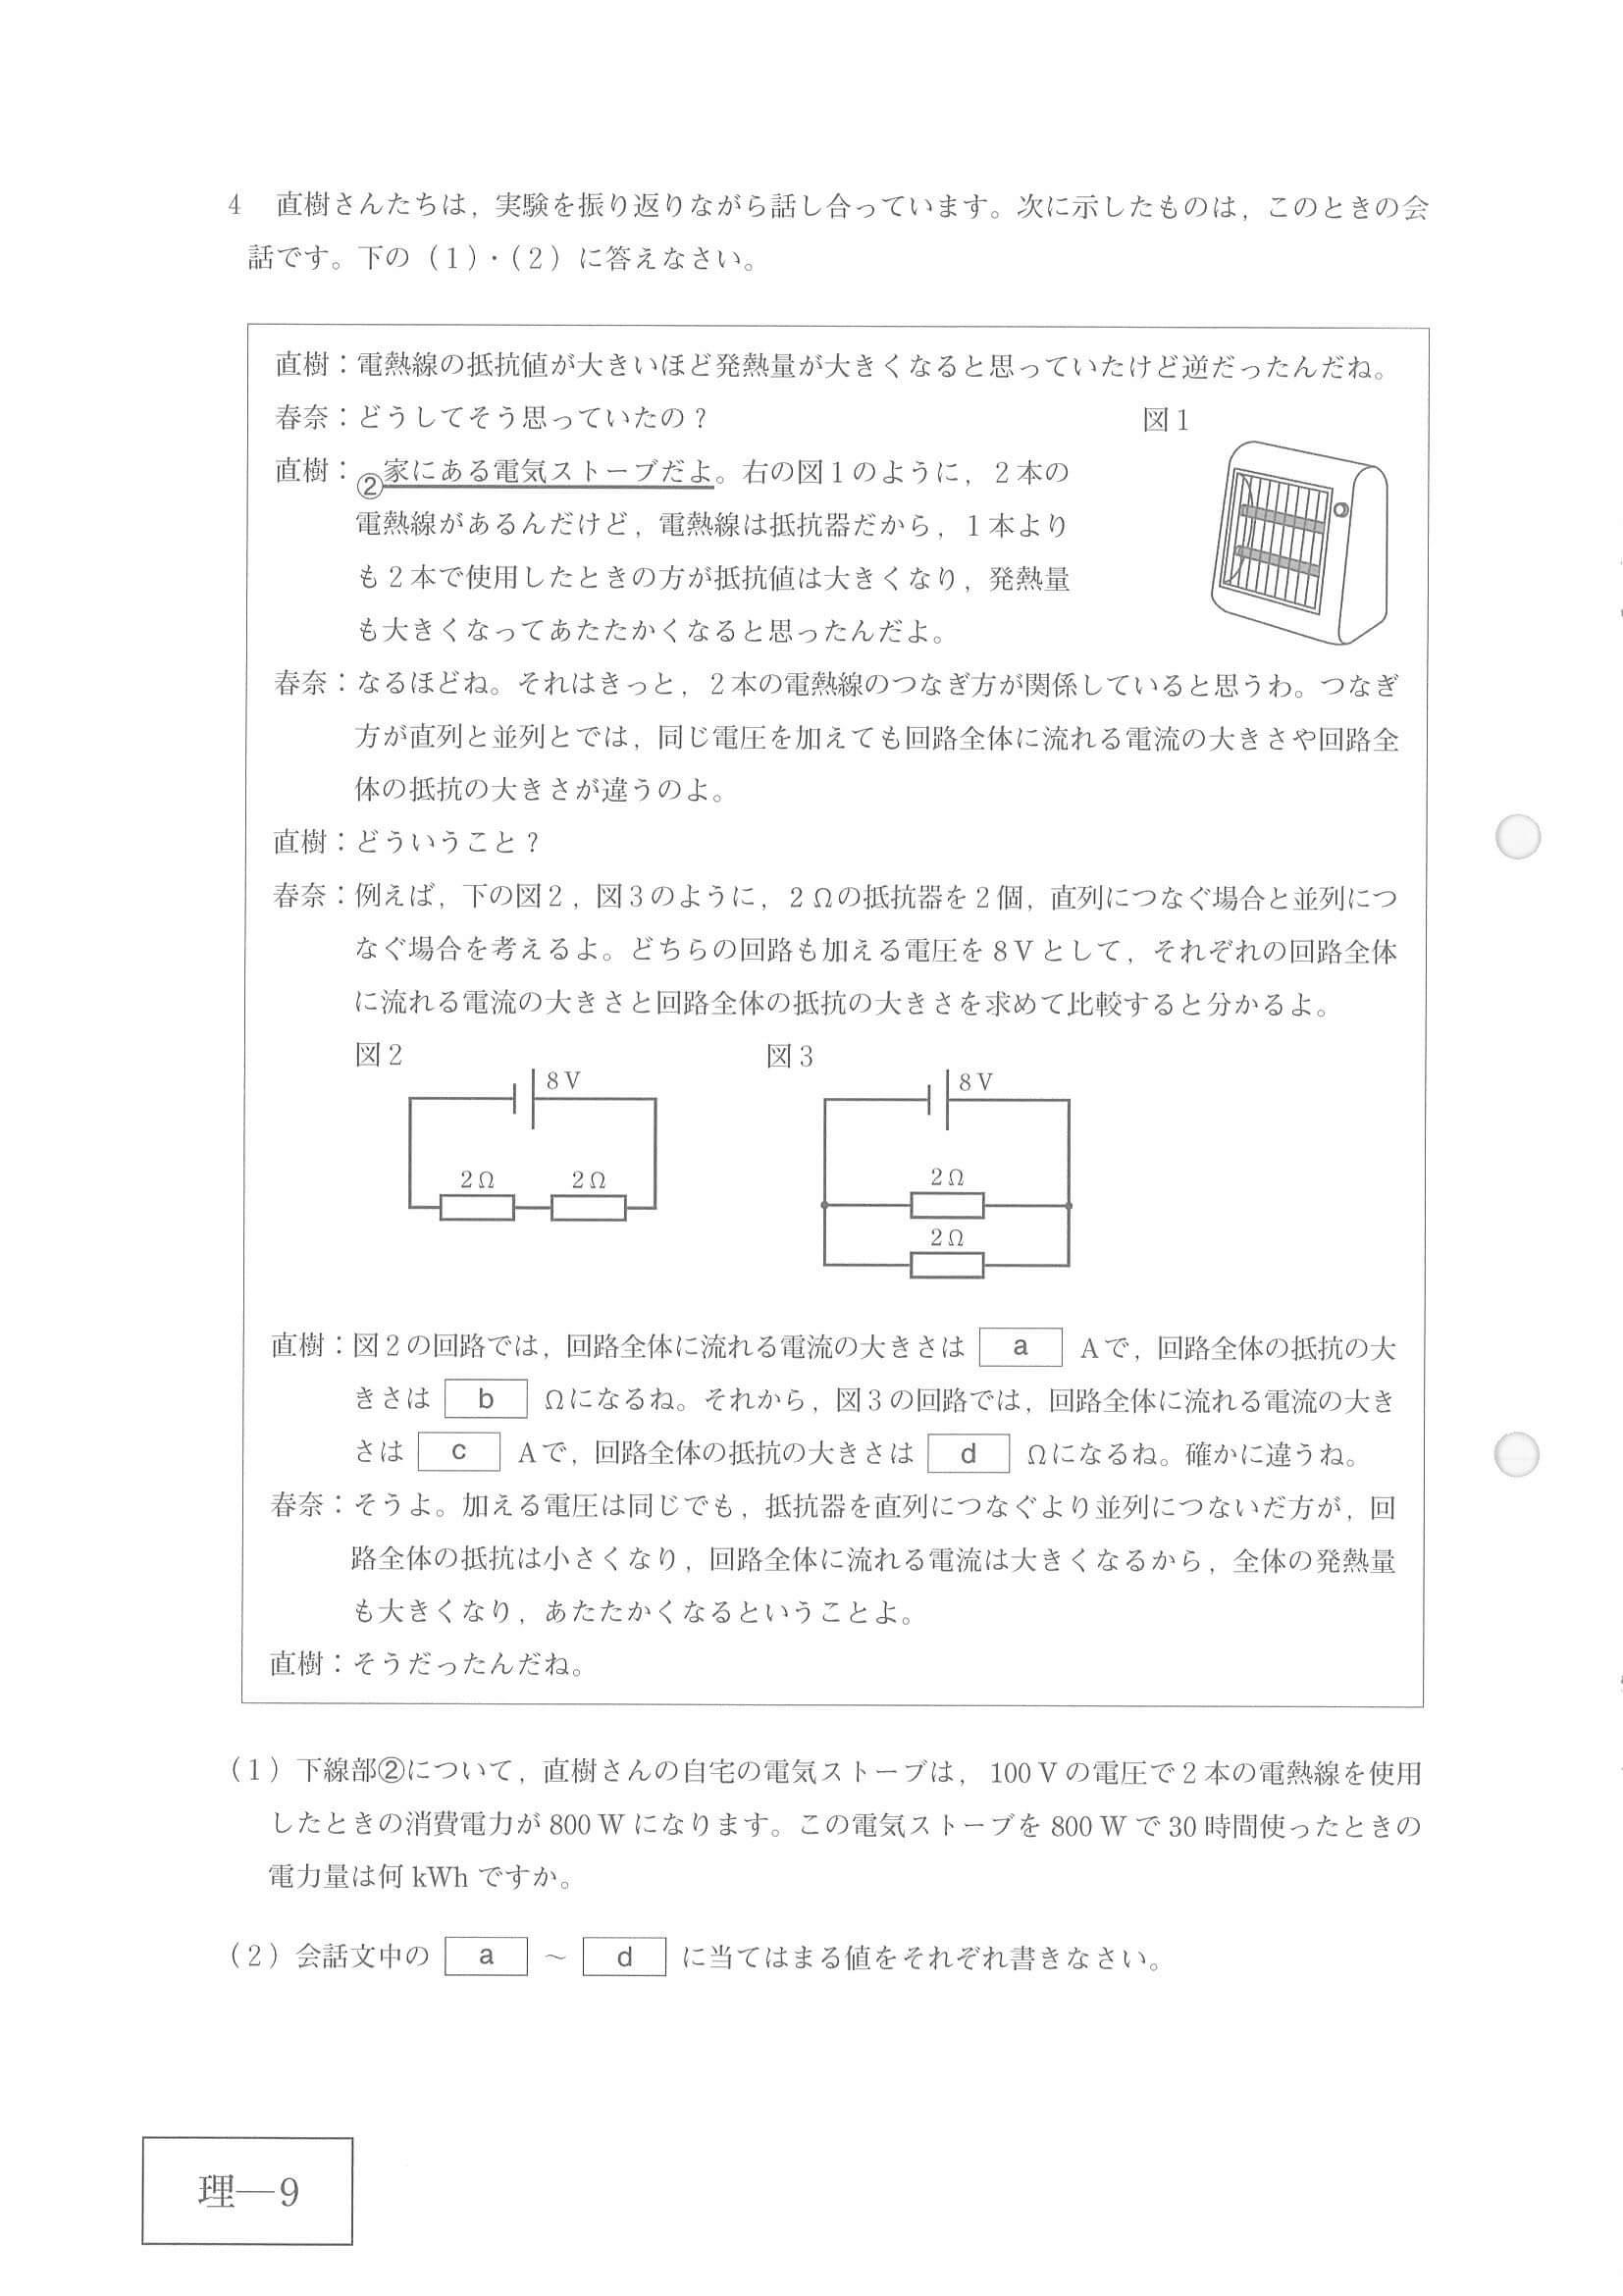 4　直樹さんたちは，実験を振り返りながら話し合っています。次に示したものは，このときの会
話です。下の（1）・（2）に答えなさい。
直樹：電熱線の抵抗値が大きいほど発熱量が大きくなると思っていたけど逆だったんだね。
春奈：どうしてそう思っていたの？
図1
直樹：②家にある電気ストーブだよ。右の図1のように，2本の
電熱線があるんだけど，電熱線は抵抗器だから，1本より
も2本で使用したときの方が抵抗値は大きくなり，発熱量
も大きくなってあたたかくなると思ったんだよ。
春奈：なるほどね。それはきっと，2本の電熱線のつなぎ方が関係していると思うわ。つなぎ
方が直列と並列とでは，同じ電圧を加えても回路全体に流れる電流の大きさや回路全
体の抵抗の大きさが違うのよ。
直樹：どういうこと？
春奈：例えば，下の図2，図3のように，2Ωの抵抗器を2個，直列につなぐ場合と並列につ
なぐ場合を考えるよ。どちらの回路も加える電圧を8Vとして，それぞれの回路全体
に流れる電流の大きさと回路全体の抵抗の大きさを求めて比較すると分かるよ。
図2
8V
2Ω　2Ω
図3
8V
2Ω
2Ω
直樹：図2の回路では，回路全体に流れる電流の大きさは a Aで，回路全体の抵抗の大
きさは b Ωになるね。それから，図3の回路では，回路全体に流れる電流の大き
さは c Aで，回路全体の抵抗の大きさは d Ωになるね。確かに違うね。
春奈：そうよ。加える電圧は同じでも，抵抗器を直列につなぐより並列につないだ方が，回
路全体の抵抗は小さくなり，回路全体に流れる電流は大きくなるから，全体の発熱量
も大きくなり，あたたかくなるということよ。
直樹：そうだったんだね。
（1）下線部②について，直樹さんの自宅の電気ストーブは，100Vの電圧で2本の電熱線を使用
したときの消費電力が800Wになります。この電気ストーブを800Wで30時間使ったときの
電力量は何kWhですか。
（2）会話文中の a ～ d に当てはまる値をそれぞれ書きなさい。
理―9